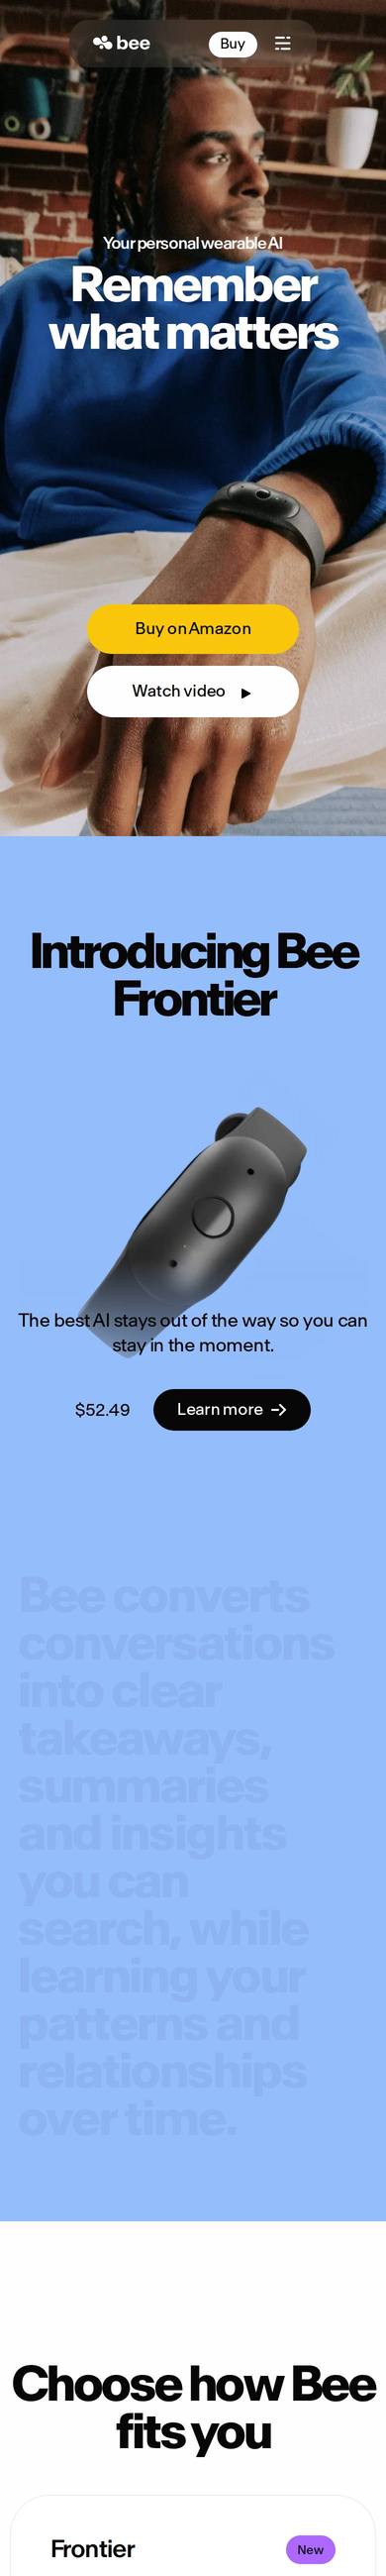 bee
Buy
Your personal wearable AI
Remember
what matters
Buy on Amazon
Watch video
Introducing Bee
Frontier
The best AI stays out of the way so you can
stay in the moment.
$52.49
Learn more
Bee converts
conversations
into clear
takeaways,
summaries
and insights
you can
search, while
learning your
patterns and
relationships
over time.
Choose how Bee
fits you
Frontier
New